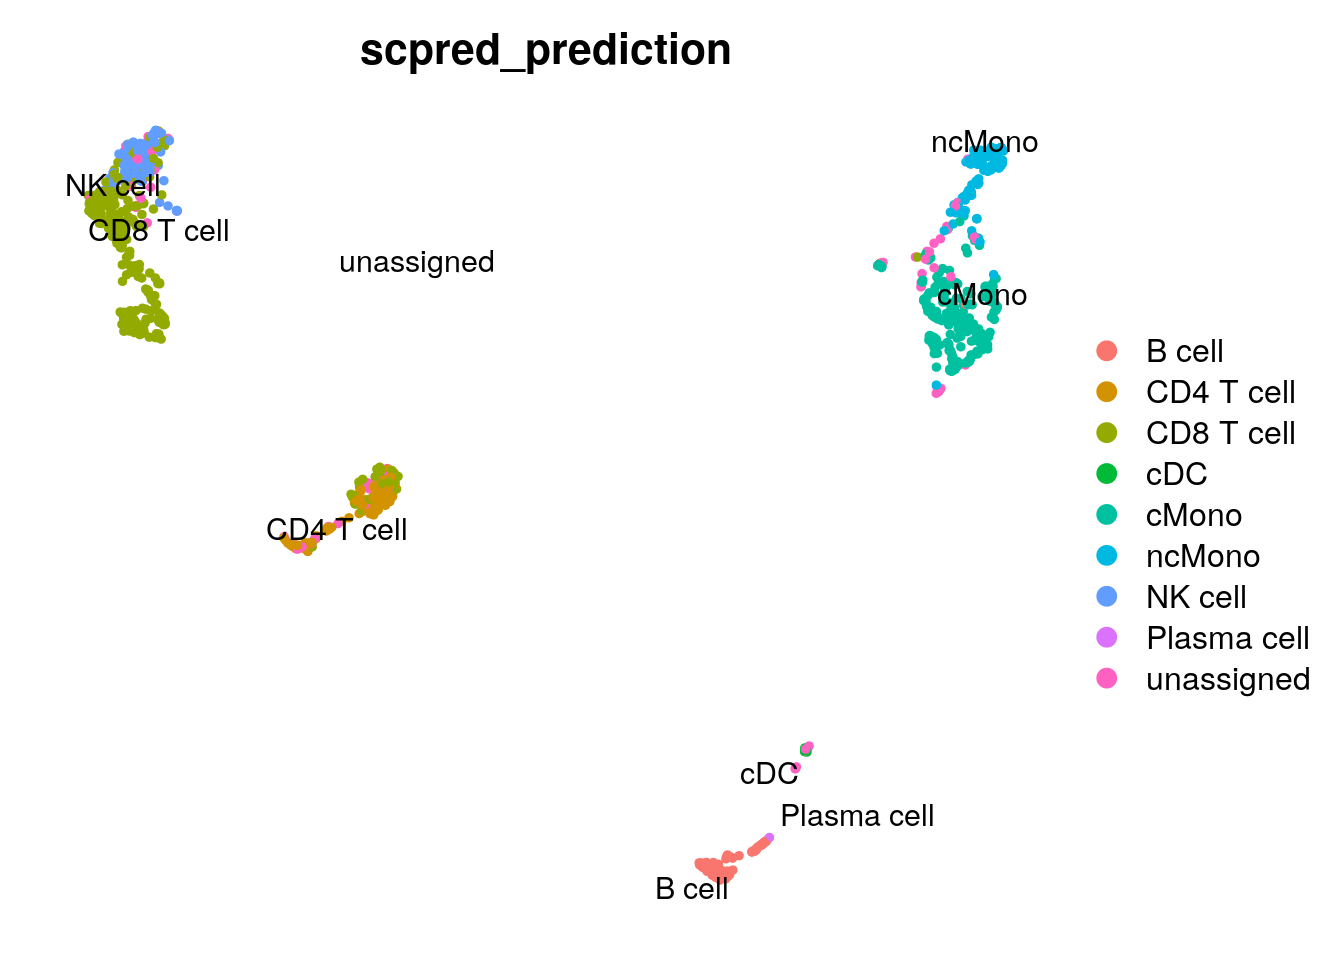 scpred_prediction
ncMono
NK cell
CD8 T cell
unassigned
cMono
CD4 T cell
cDC
Plasma cell
B cell
B cell
CD4 T cell
CD8 T cell
cDC
cMono
ncMono
NK cell
Plasma cell
unassigned